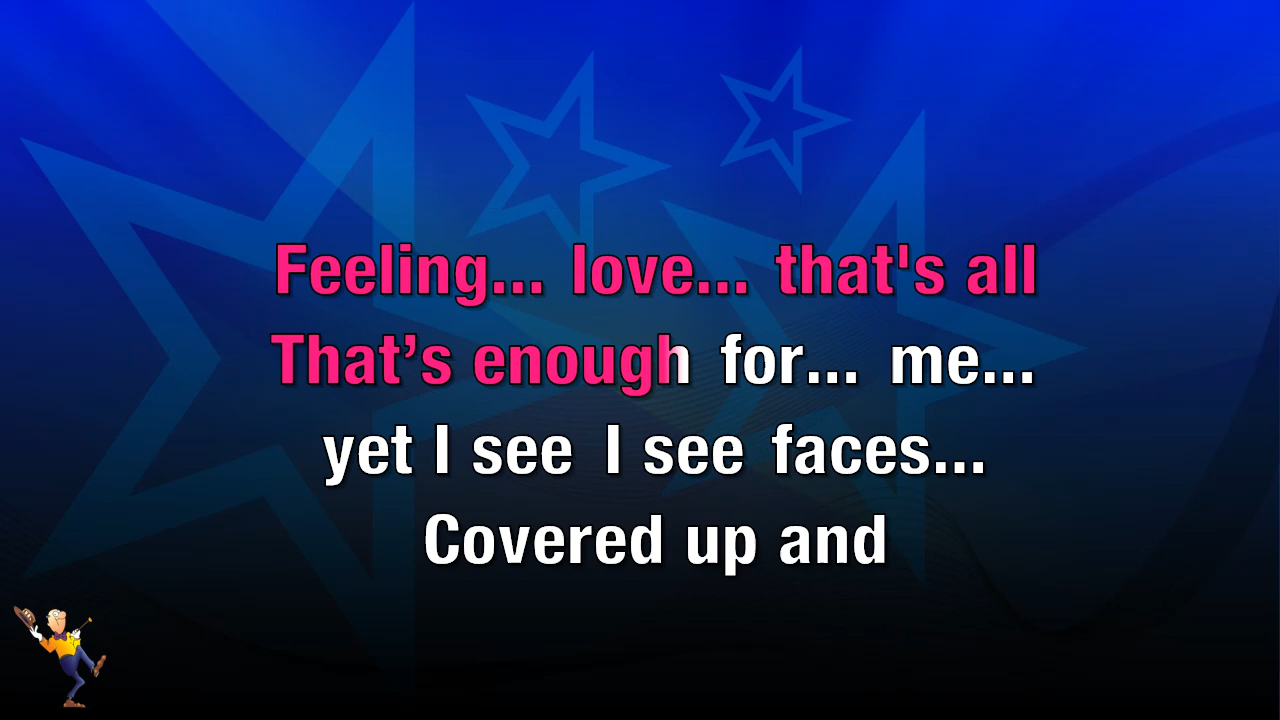 Feeling... love... that's all
That’s enough for... me...
yet I see I see faces...
Covered up and